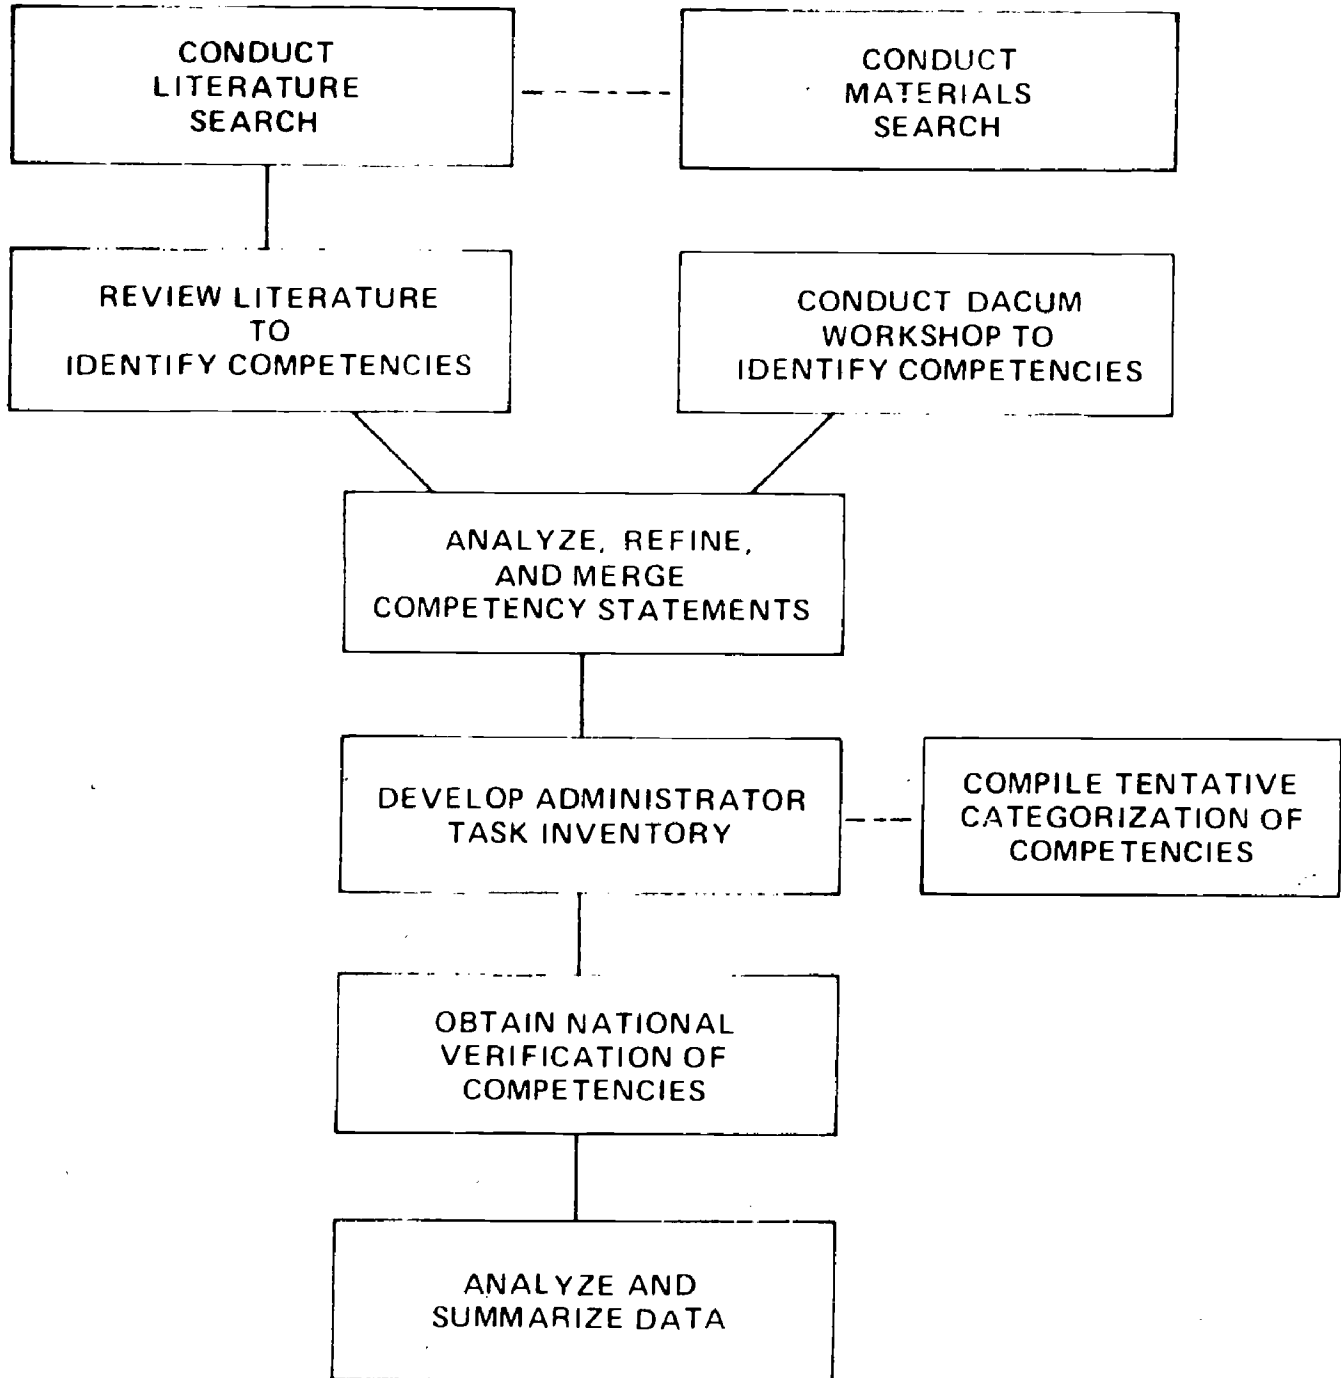 CONDUCT
LITERATURE
SEARCH
CONDUCT
MATERIALS
SEARCH
REVIEW LITERATURE
TO
IDENTIFY COMPETENCIES
CONDUCT DACUM
WORKSHOP TO
IDENTIFY COMPETENCIES
ANALYZE, REFINE,
AND MERGE
COMPETENCY STATEMENTS
DEVELOP ADMINISTRATOR
TASK INVENTORY
COMPILE TENTATIVE
CATEGORIZATION OF
COMPETENCIES
OBTAIN NATIONAL
VERIFICATION OF
COMPETENCIES
ANALYZE AND
SUMMARIZE DATA